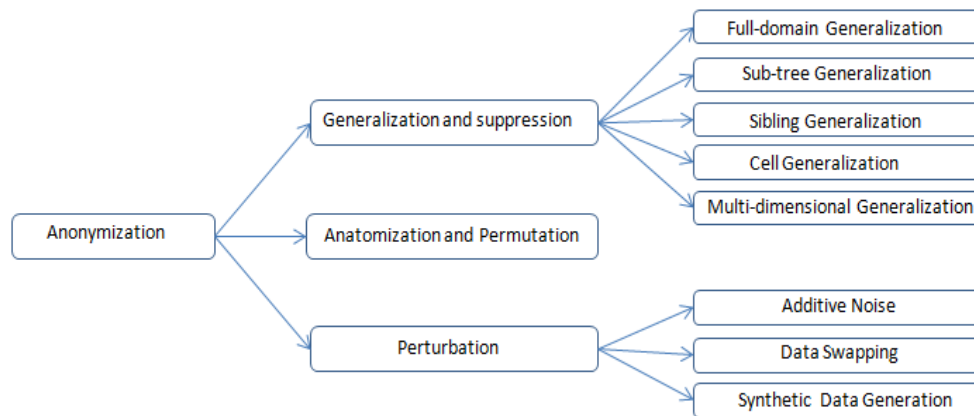 Full-domain Generalization
Sub-tree Generalization
Generalization and suppression
Sibling Generalization
Cell Generalization
Multi-dimensional Generalization
Anonymization
Anatomization and Permutation
Additive Noise
Perturbation
Data Swapping
Synthetic Data Generation